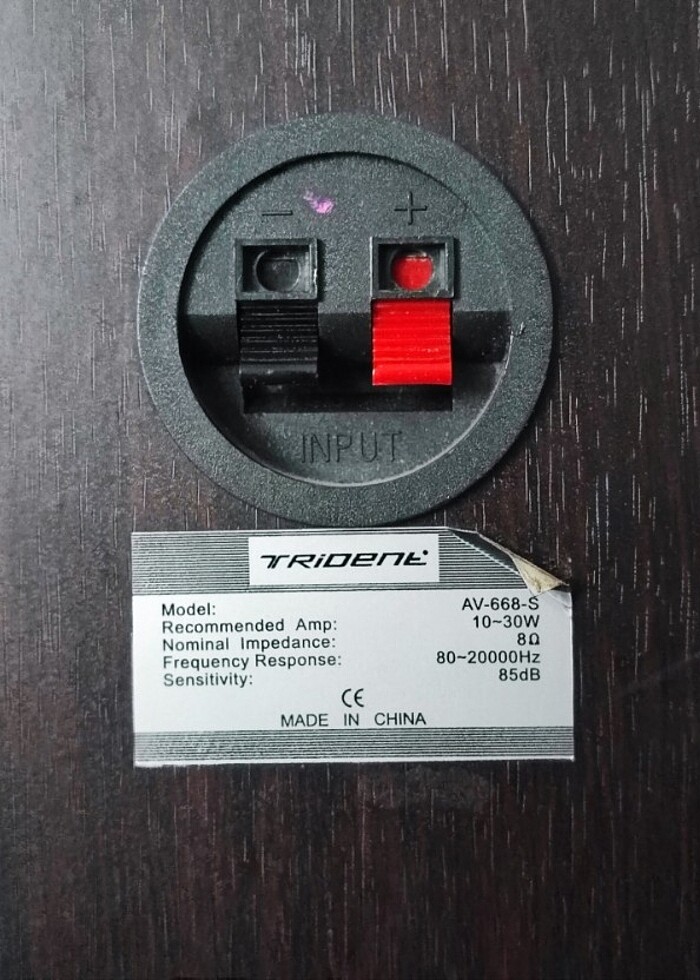 − +
INPUT
TRiDENt
Model: AV-668-S
Recommended Amp: 10~30W
Nominal Impedance: 8Ω
Frequency Response: 80~20000Hz
Sensitivity: 85dB
CE
MADE IN CHINA